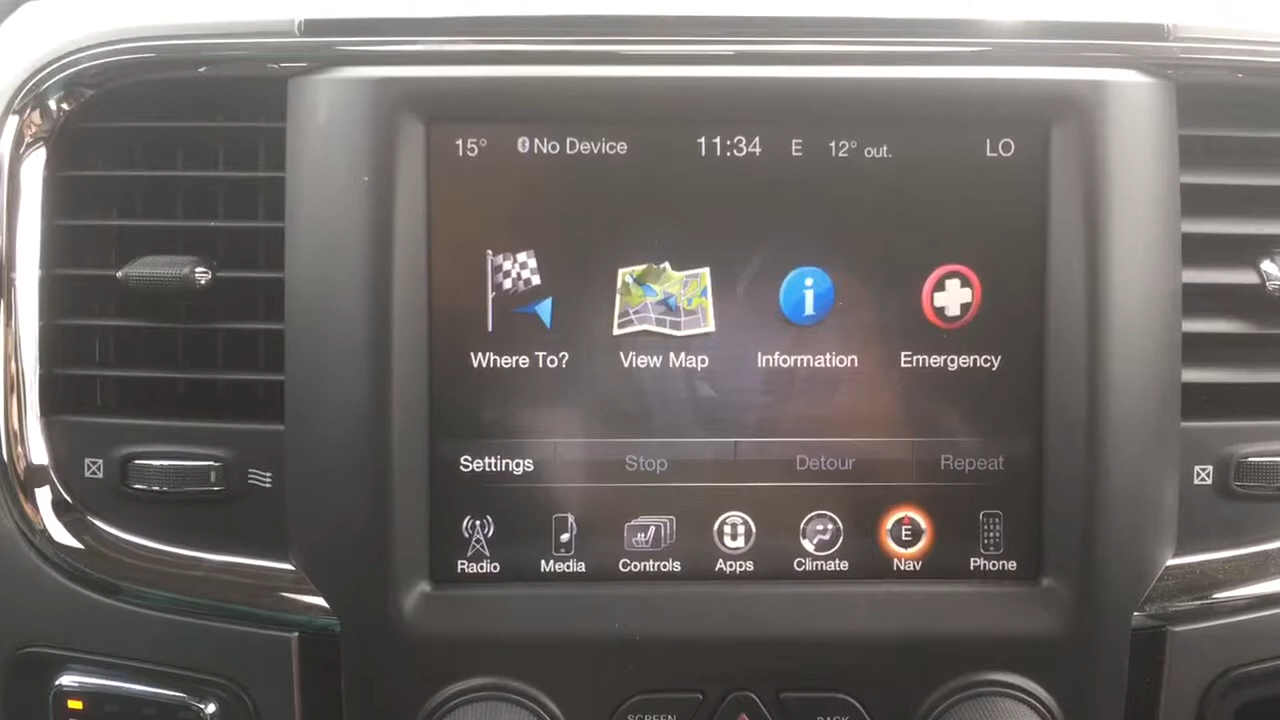 15° No Device 11:34 E 12° out. LO
Where To? View Map Information Emergency
Settings Stop Detour Repeat
E
Radio Media Controls Apps Climate Nav Phone
SCREEN BACK